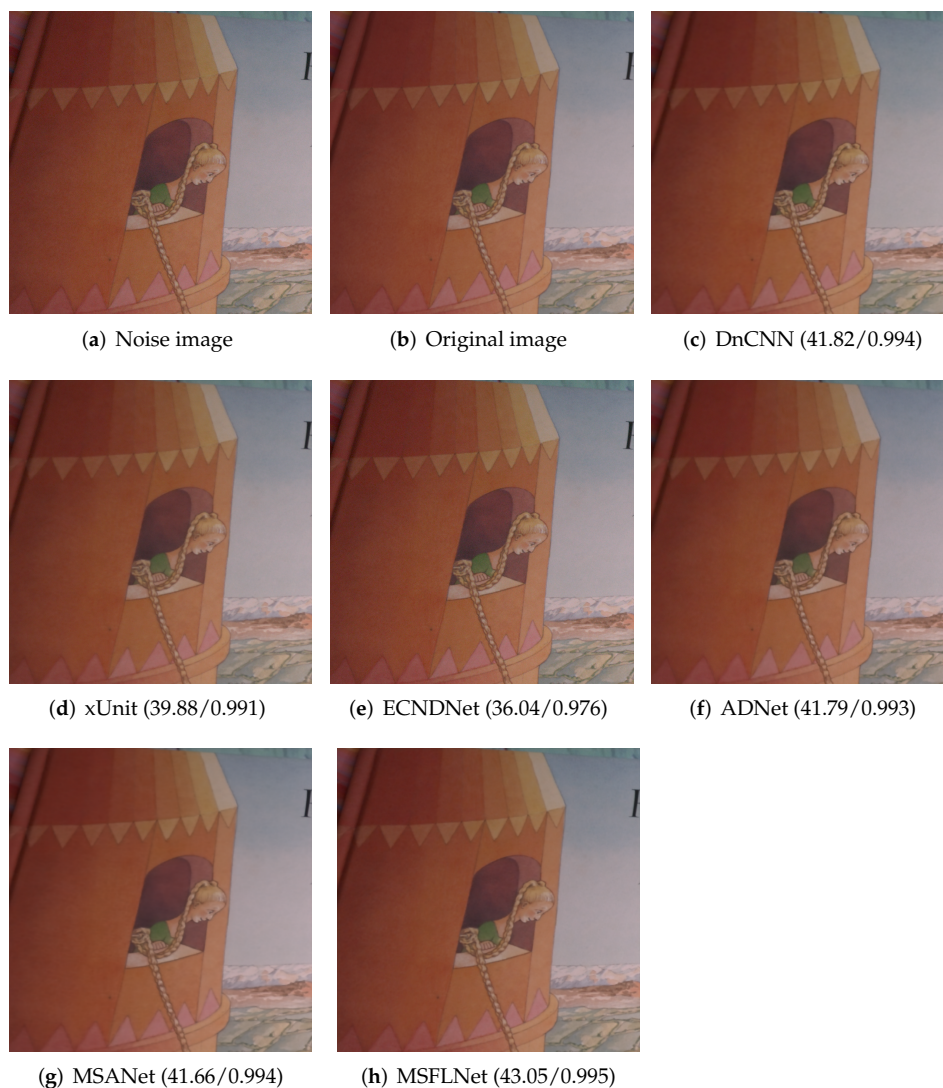 (a) Noise image
(b) Original image
(c) DnCNN (41.82/0.994)
(d) xUnit (39.88/0.991)
(e) ECNDNet (36.04/0.976)
(f) ADNet (41.79/0.993)
(g) MSANet (41.66/0.994)
(h) MSFLNet (43.05/0.995)